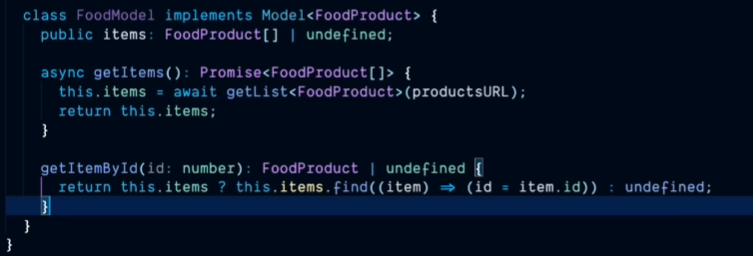 class FoodModel implements Model<FoodProduct> {
public items: FoodProduct[] | undefined;
async getItems(): Promise<FoodProduct[]> {
this.items = await getList<FoodProduct>(productsURL);
return this.items;
}
getItemById(id: number): FoodProduct | undefined {
return this.items ? this.items.find((item) ⇒ (id = item.id)) : undefined;
}
}
}